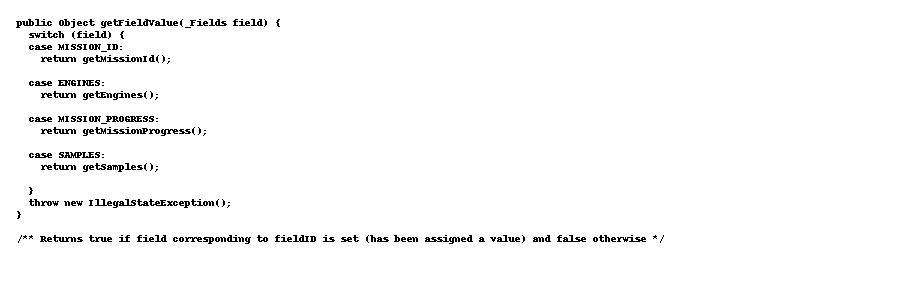 public Object getFieldValue(_Fields field) {
  switch (field) {
  case MISSION_ID:
    return getMissionId();

  case ENGINES:
    return getEngines();

  case MISSION_PROGRESS:
    return getMissionProgress();

  case SAMPLES:
    return getSamples();

  }
  throw new IllegalStateException();
}

/** Returns true if field corresponding to fieldID is set (has been assigned a value) and false otherwise */